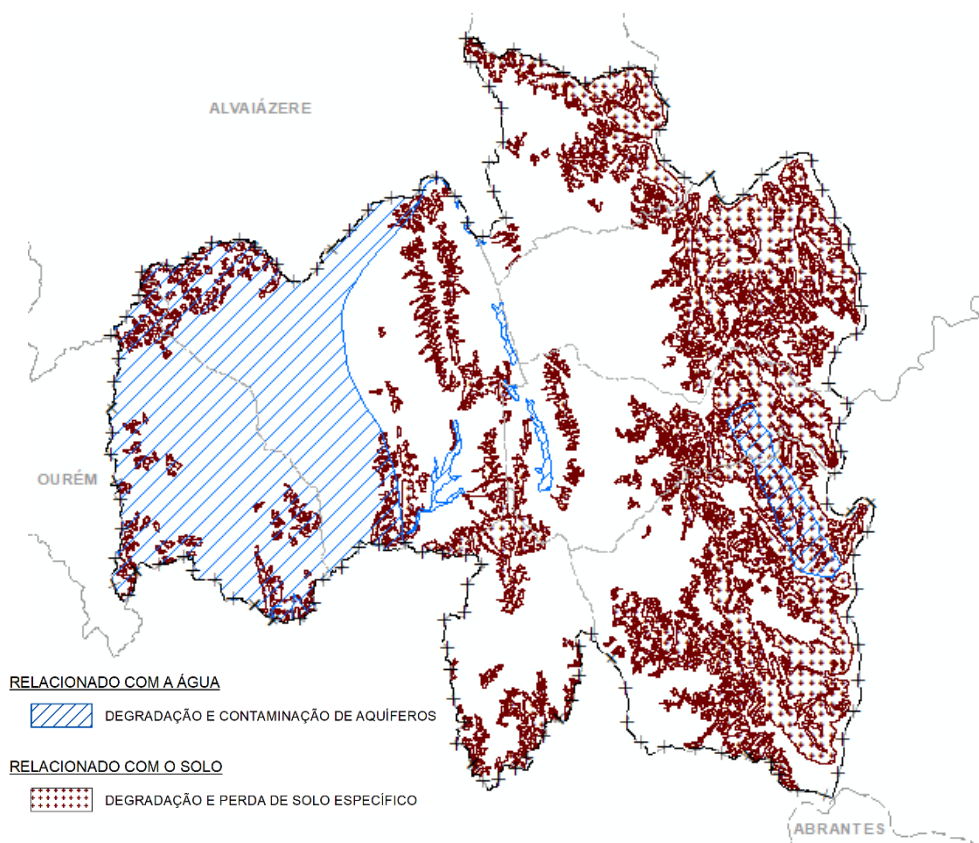 ALVAIÁZERE
OURÉM
RELACIONADO COM A ÁGUA
DEGRADAÇÃO E CONTAMINAÇÃO DE AQUÍFEROS
RELACIONADO COM O SOLO
DEGRADAÇÃO E PERDA DE SOLO ESPECÍFICO
ABRANTES